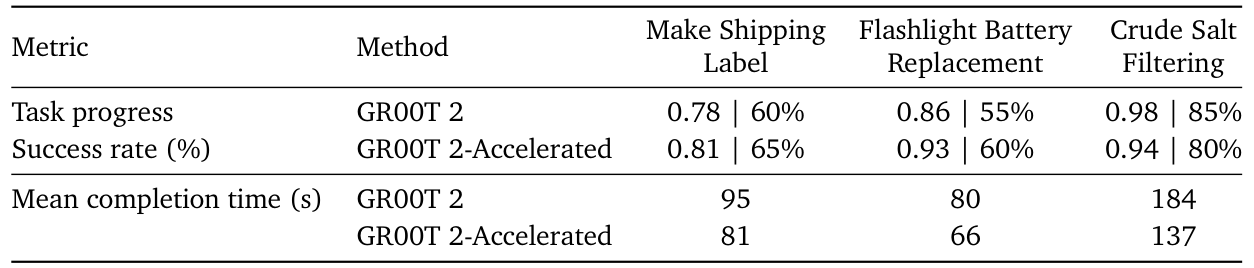 Metric Method Make Shipping Label Flashlight Battery Replacement Crude Salt Filtering
Task progress GR00T 2 0.78 | 60% 0.86 | 55% 0.98 | 85%
Success rate (%) GR00T 2-Accelerated 0.81 | 65% 0.93 | 60% 0.94 | 80%
Mean completion time (s) GR00T 2 95 80 184
GR00T 2-Accelerated 81 66 137